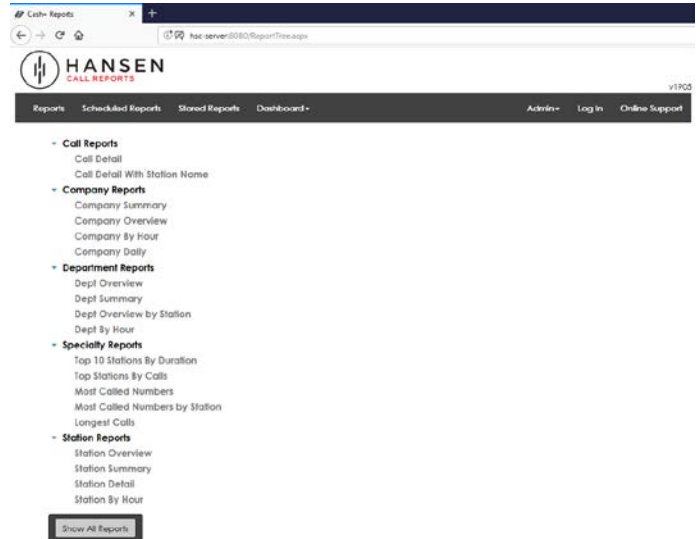 Cash+ Reports
hsc-server:8080/ReportTree.aspx
HANSEN
CALL REPORTS
v1905
Reports Scheduled Reports Stored Reports Dashboard Admin Log In Online Support
Call Reports
Call Detail
Call Detail With Station Name
Company Reports
Company Summary
Company Overview
Company By Hour
Company Daily
Department Reports
Dept Overview
Dept Summary
Dept Overview by Station
Dept By Hour
Specialty Reports
Top 10 Stations By Duration
Top Stations By Calls
Most Called Numbers
Most Called Numbers by Station
Longest Calls
Station Reports
Station Overview
Station Summary
Station Detail
Station By Hour
Show All Reports